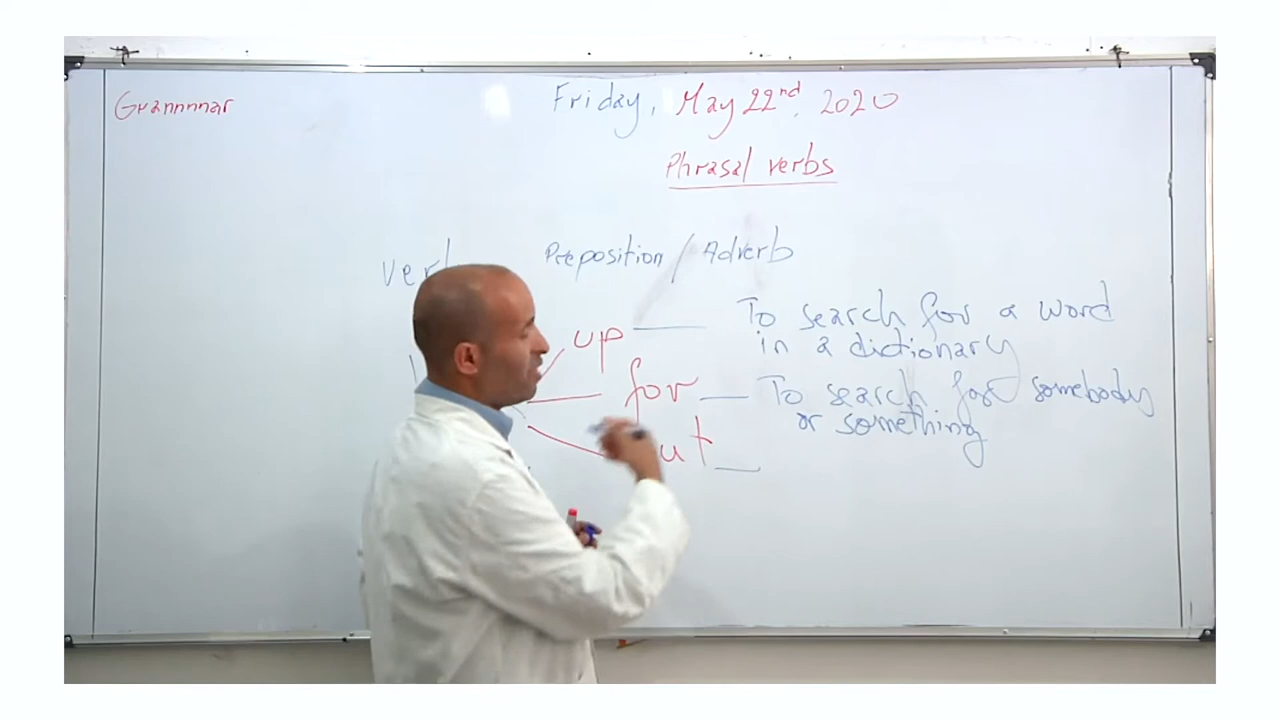 Grammar
Friday, May 22nd, 2020
Phrasal verbs
Preposition / Adverb
up — To search for a word
in a dictionary
for — To search for somebody
or something